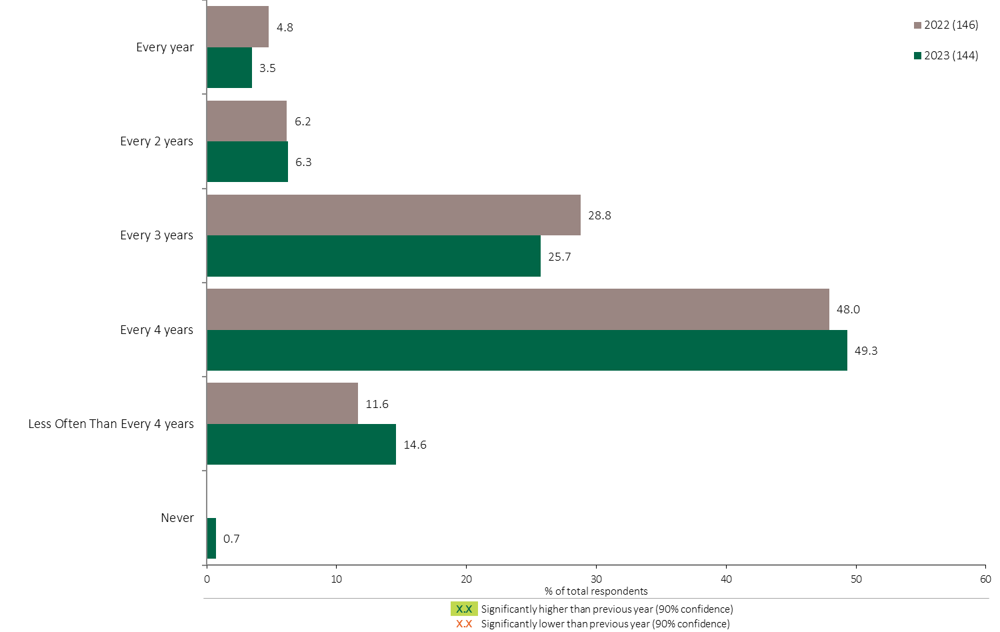 2022 (146)
2023 (144)
Every year
4.8
3.5
Every 2 years
6.2
6.3
Every 3 years
28.8
25.7
Every 4 years
48.0
49.3
Less Often Than Every 4 years
11.6
14.6
Never
0.7
0 10 20 30 40 50 60
% of total respondents
X.X Significantly higher than previous year (90% confidence)
X.X Significantly lower than previous year (90% confidence)